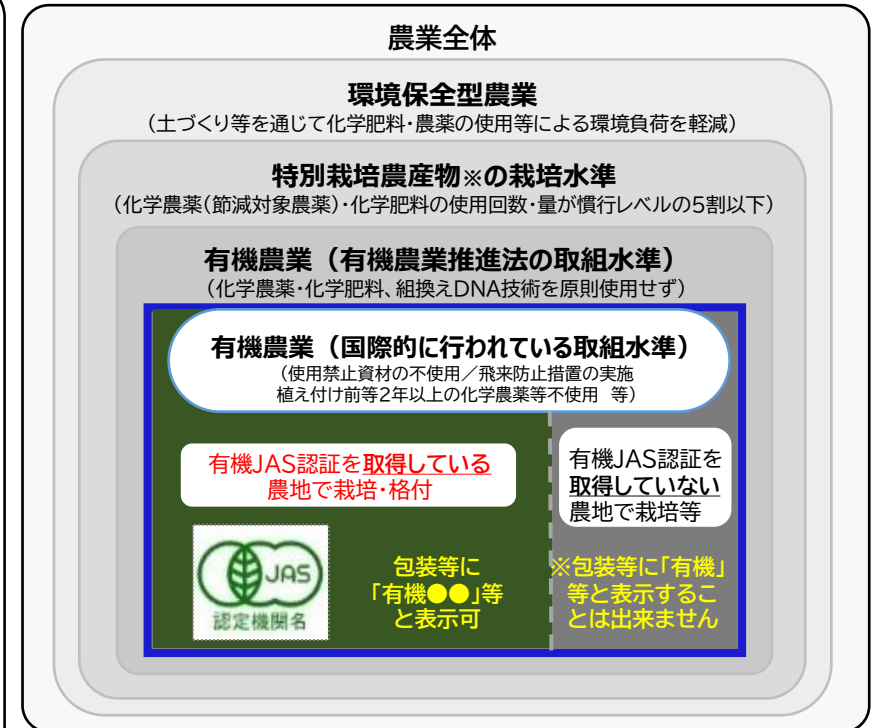 農業全体
環境保全型農業
（土づくり等を通じて化学肥料・農薬の使用等による環境負荷を軽減）
特別栽培農産物※の栽培水準
（化学農薬（節減対象農薬）・化学肥料の使用回数・量が慣行レベルの5割以下）
有機農業（有機農業推進法の取組水準）
（化学農薬・化学肥料、組換えDNA技術を原則使用せず）
有機農業（国際的に行われている取組水準）
（使用禁止資材の不使用／飛来防止措置の実施
植え付け前等2年以上の化学農薬等不使用 等）
有機JAS認証を取得している
農地で栽培・格付
JAS
認定機関名
包装等に
「有機●●」等
と表示可
有機JAS認証を
取得していない
農地で栽培等
※包装等に「有機」
等と表示するこ
とは出来ません